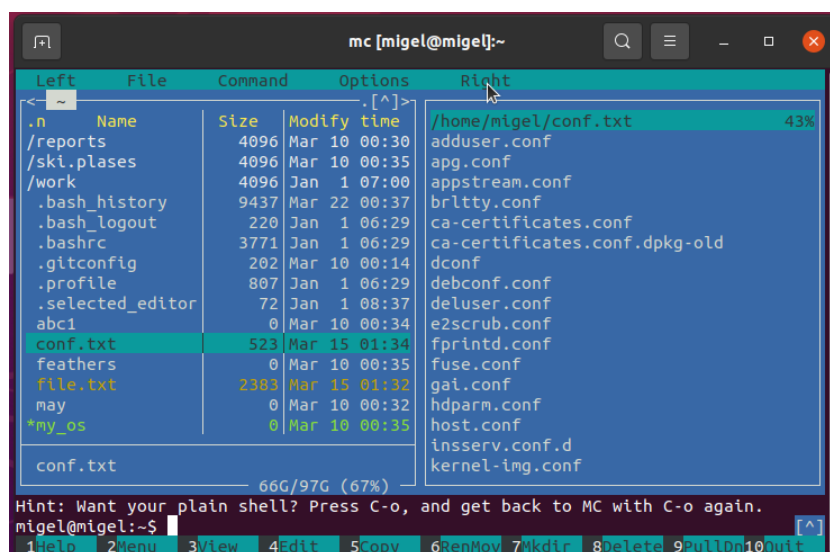 mc [migel@migel]:~
Left File Command Options Right
<- ~ .[^]>
.n Name Size Modify time
/reports 4096 Mar 10 00:30
/ski.plases 4096 Mar 10 00:35
/work 4096 Jan 1 07:00
.bash_history 9437 Mar 22 00:37
.bash_logout 220 Jan 1 06:29
.bashrc 3771 Jan 1 06:29
.gitconfig 202 Mar 10 00:14
.profile 807 Jan 1 06:29
.selected_editor 72 Jan 1 08:37
abc1 0 Mar 10 00:34
conf.txt 523 Mar 15 01:34
feathers 0 Mar 10 00:35
file.txt 2383 Mar 15 01:32
may 0 Mar 10 00:32
*my_os 0 Mar 10 00:35
conf.txt
66G/97G (67%)
/home/migel/conf.txt 43%
adduser.conf
apg.conf
appstream.conf
brltty.conf
ca-certificates.conf
ca-certificates.conf.dpkg-old
dconf
debconf.conf
deluser.conf
e2scrub.conf
fprintd.conf
fuse.conf
gai.conf
hdparm.conf
host.conf
insserv.conf.d
kernel-img.conf
Hint: Want your plain shell? Press C-o, and get back to MC with C-o again.
migel@migel:~$ [^]
1Help 2Menu 3View 4Edit 5Copy 6RenMov 7Mkdir 8Delete 9PullDn 10Quit